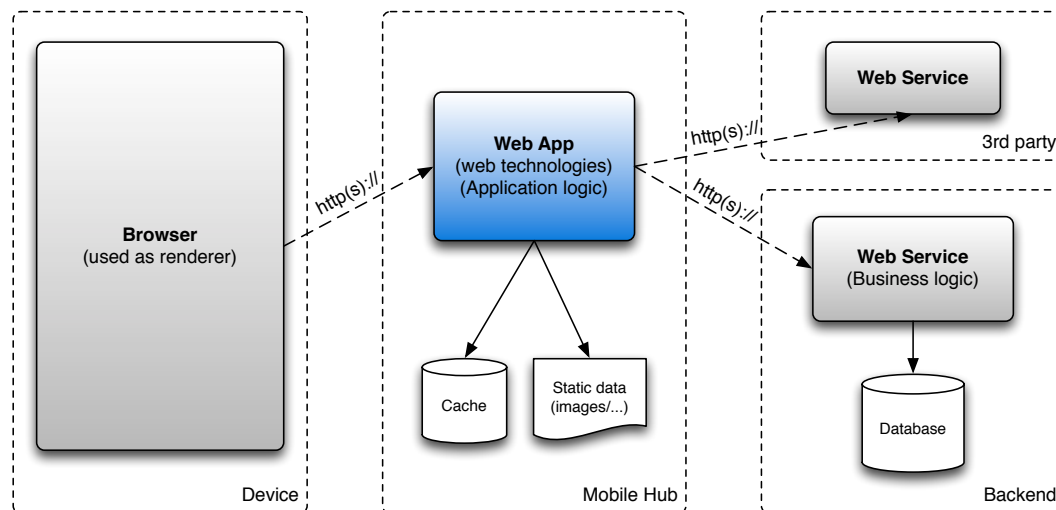 Browser
(used as renderer)
Device
http(s)://
Web App
(web technologies)
(Application logic)
Cache
Static data
(images/...)
Mobile Hub
http(s)://
Web Service
3rd party
http(s)://
Web Service
(Business logic)
Database
Backend